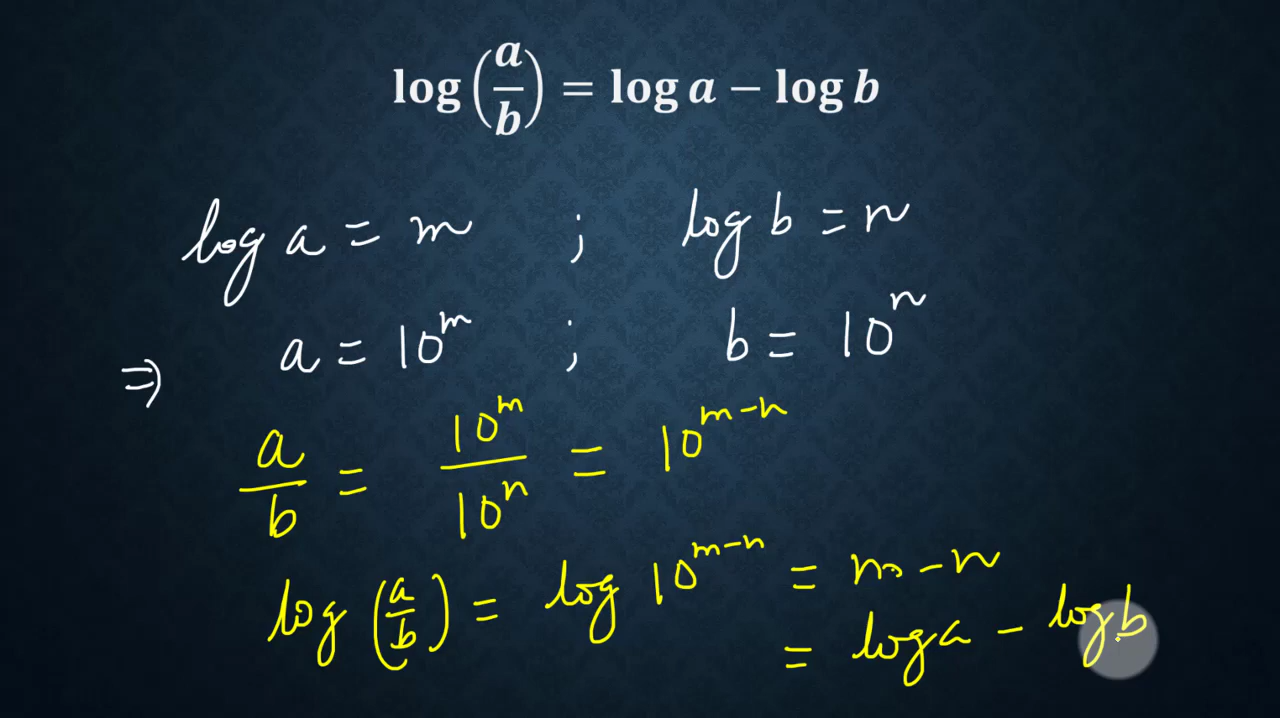 log(a/b) = log a − log b
log a = m ; log b = n
⇒ a = 10^m ; b = 10^n
a/b = 10^m/10^n = 10^(m-n)
log (a/b) = log 10^(m-n) = m - n
= log a - log b